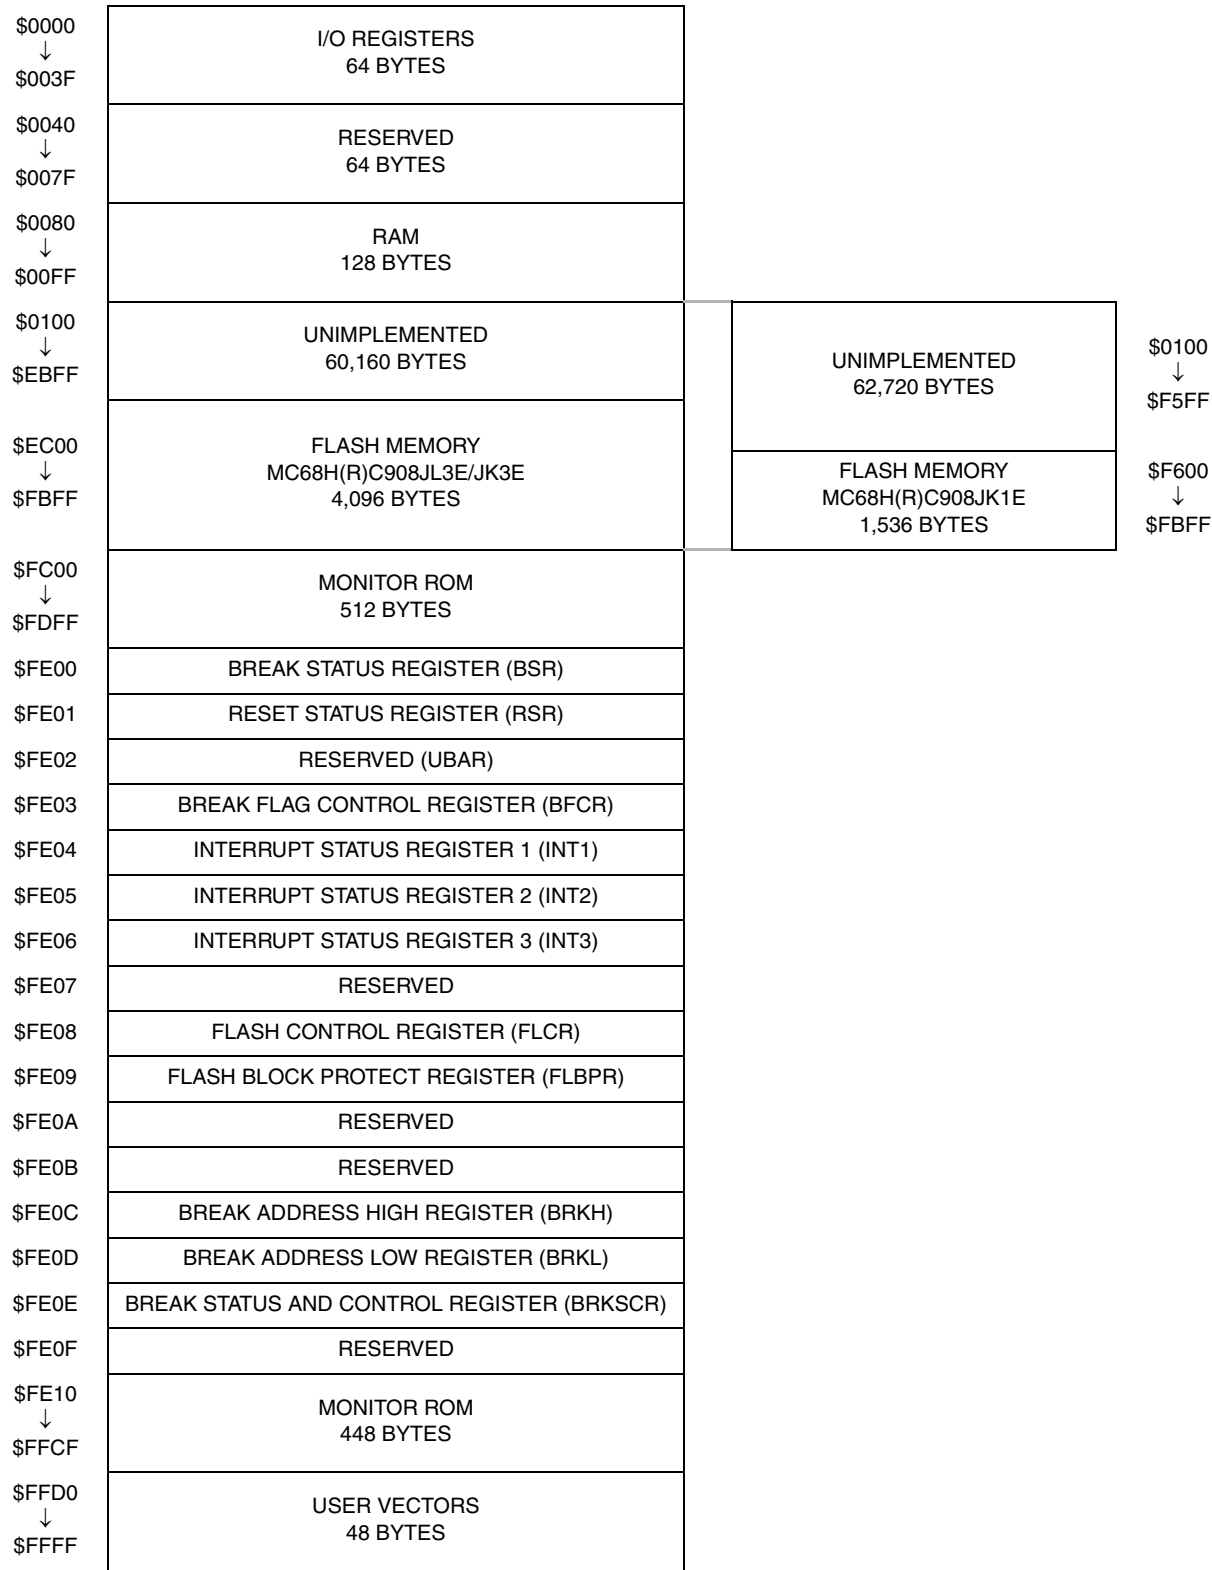 $0000
↓
$003F
I/O REGISTERS
64 BYTES
$0040
↓
$007F
RESERVED
64 BYTES
$0080
↓
$00FF
RAM
128 BYTES
$0100
↓
$EBFF
UNIMPLEMENTED
60,160 BYTES
UNIMPLEMENTED
62,720 BYTES
$0100
↓
$F5FF
$EC00
↓
$FBFF
FLASH MEMORY
MC68H(R)C908JL3E/JK3E
4,096 BYTES
FLASH MEMORY
MC68H(R)C908JK1E
1,536 BYTES
$F600
↓
$FBFF
$FC00
↓
$FDFF
MONITOR ROM
512 BYTES
$FE00 BREAK STATUS REGISTER (BSR)
$FE01 RESET STATUS REGISTER (RSR)
$FE02 RESERVED (UBAR)
$FE03 BREAK FLAG CONTROL REGISTER (BFCR)
$FE04 INTERRUPT STATUS REGISTER 1 (INT1)
$FE05 INTERRUPT STATUS REGISTER 2 (INT2)
$FE06 INTERRUPT STATUS REGISTER 3 (INT3)
$FE07 RESERVED
$FE08 FLASH CONTROL REGISTER (FLCR)
$FE09 FLASH BLOCK PROTECT REGISTER (FLBPR)
$FE0A RESERVED
$FE0B RESERVED
$FE0C BREAK ADDRESS HIGH REGISTER (BRKH)
$FE0D BREAK ADDRESS LOW REGISTER (BRKL)
$FE0E BREAK STATUS AND CONTROL REGISTER (BRKSCR)
$FE0F RESERVED
$FE10
↓
$FFCF
MONITOR ROM
448 BYTES
$FFD0
↓
$FFFF
USER VECTORS
48 BYTES